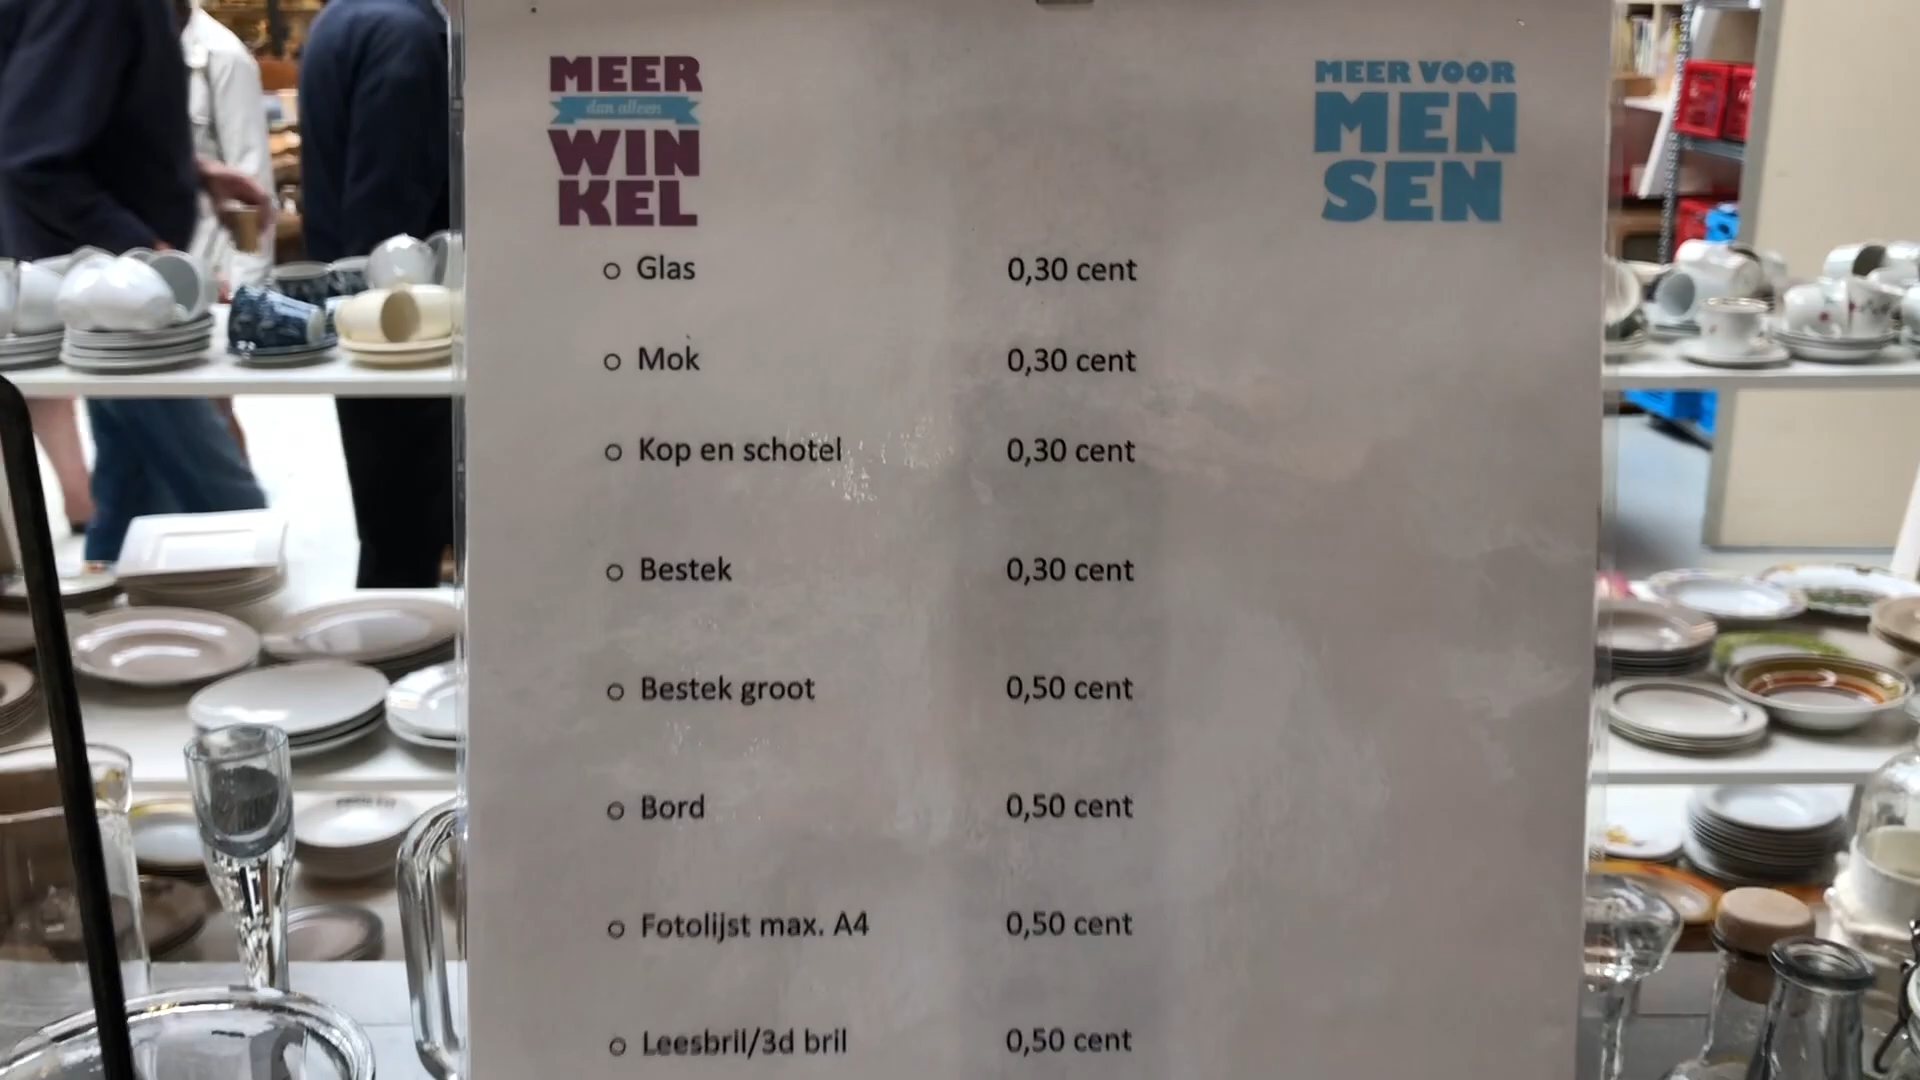 MEER
dan alleen
WIN
KEL
MEER VOOR
MEN
SEN
Glas 0,30 cent
Mok 0,30 cent
Kop en schotel 0,30 cent
Bestek 0,30 cent
Bestek groot 0,50 cent
Bord 0,50 cent
Fotolijst max. A4 0,50 cent
Leesbril/3d bril 0,50 cent